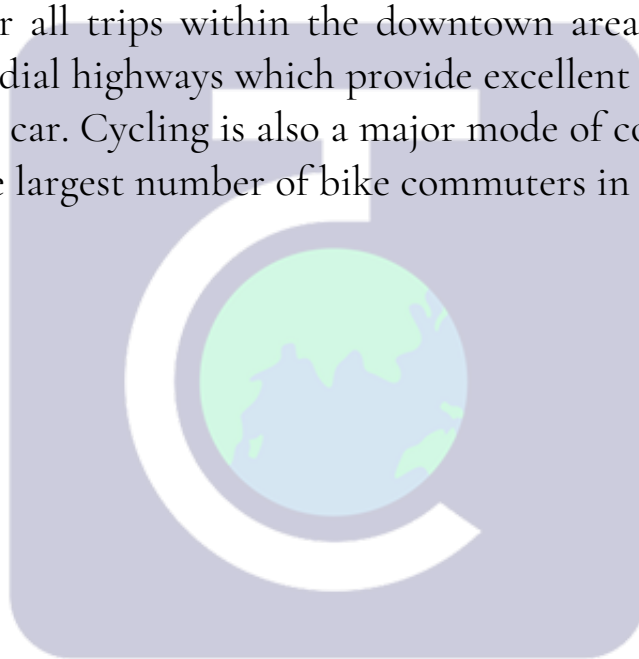 r all trips within the downtown area
dial highways which provide excellent
car. Cycling is also a major mode of co
e largest number of bike commuters in